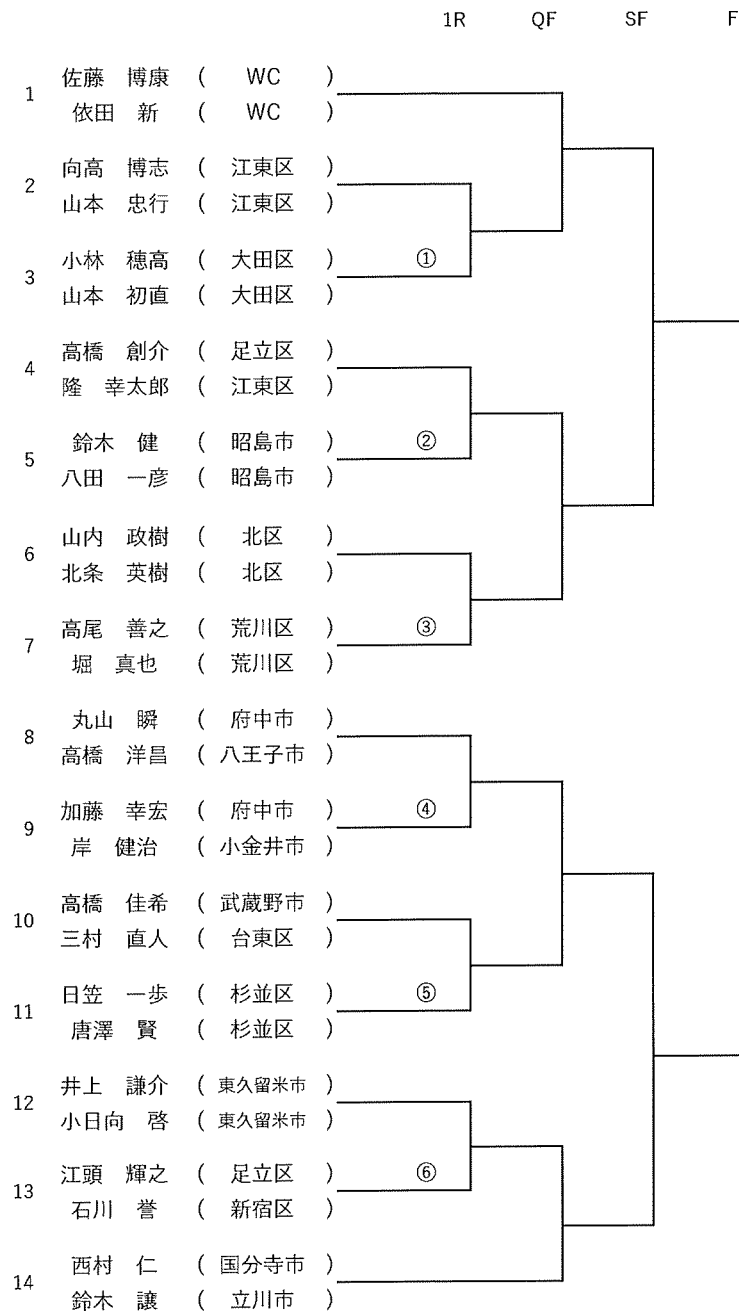 1R QF SF F
佐藤 博康 ( WC )
1
依田 新 ( WC )
向高 博志 ( 江東区 )
2
山本 忠行 ( 江東区 )
小林 穂高 ( 大田区 ) ①
3
山本 初直 ( 大田区 )
高橋 創介 ( 足立区 )
4
隆 幸太郎 ( 江東区 )
鈴木 健 ( 昭島市 ) ②
5
八田 一彦 ( 昭島市 )
山内 政樹 ( 北区 )
6
北条 英樹 ( 北区 )
高尾 善之 ( 荒川区 ) ③
7
堀 真也 ( 荒川区 )
丸山 瞬 ( 府中市 )
8
高橋 洋昌 ( 八王子市 )
加藤 幸宏 ( 府中市 ) ④
9
岸 健治 ( 小金井市 )
高橋 佳希 ( 武蔵野市 )
10
三村 直人 ( 台東区 )
日笠 一歩 ( 杉並区 ) ⑤
11
唐澤 賢 ( 杉並区 )
井上 謙介 ( 東久留米市 )
12
小日向 啓 ( 東久留米市 )
江頭 輝之 ( 足立区 ) ⑥
13
石川 誉 ( 新宿区 )
西村 仁 ( 国分寺市 )
14
鈴木 譲 ( 立川市 )